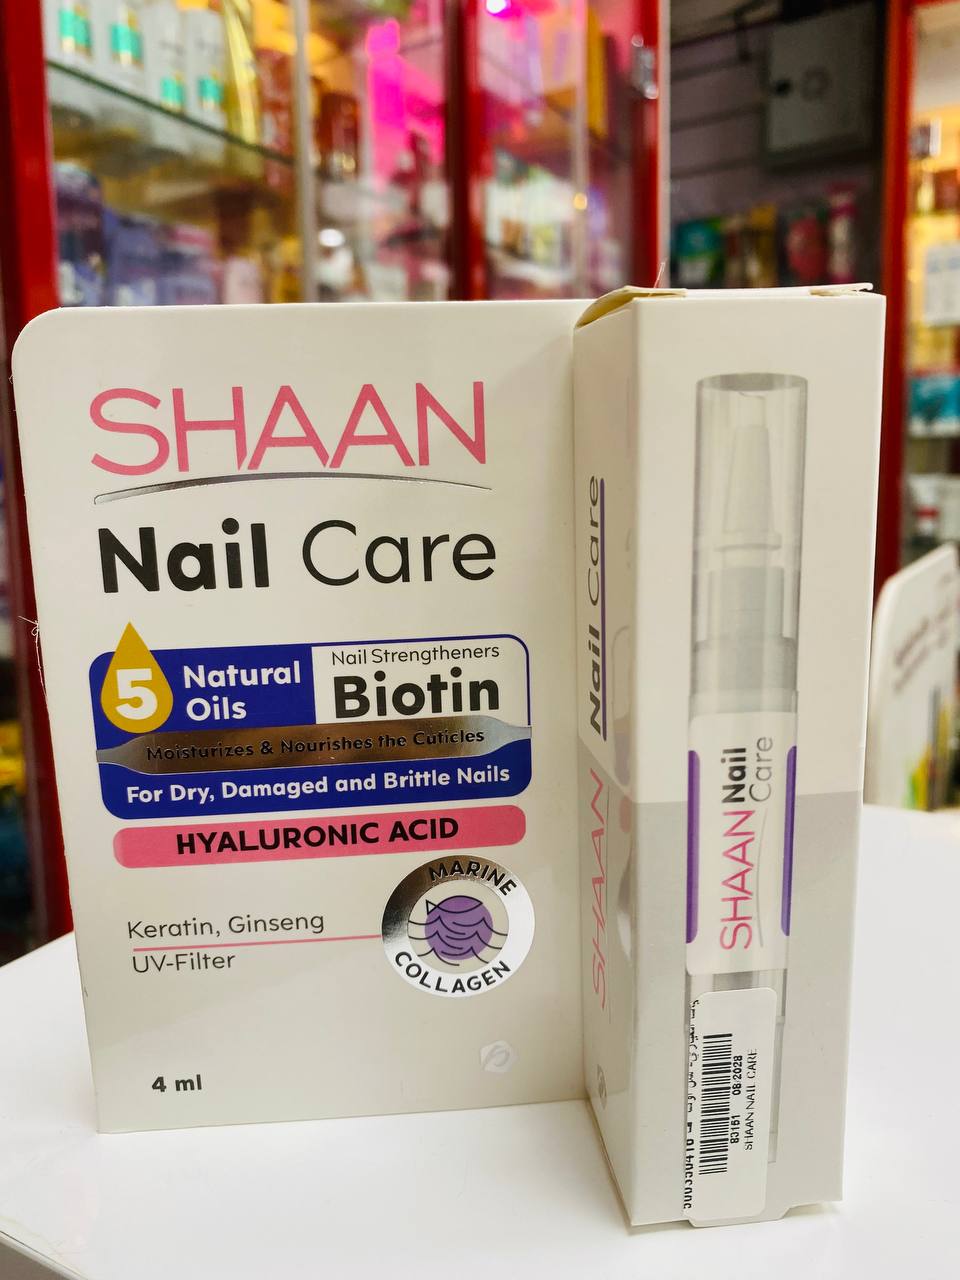 SHAAN
Nail Care
5 Natural Oils
Nail Strengtheners
Biotin
Moisturizes & Nourishes the Cuticles
For Dry, Damaged and Brittle Nails
HYALURONIC ACID
MARINE
COLLAGEN
Keratin, Ginseng
UV-Filter
4 ml
SHAAN Nail Care
SHAAN Nail Care
83161 08/2028
SHAAN NAIL CARE